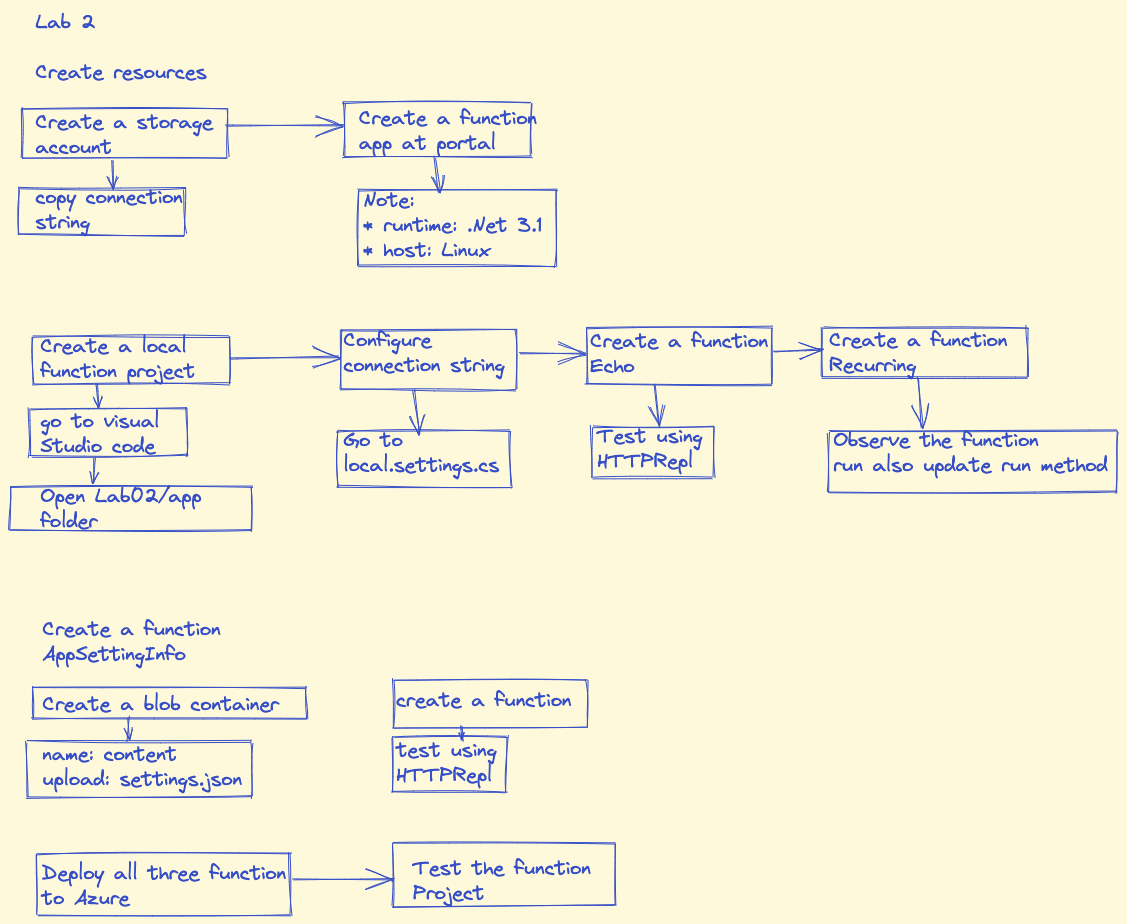 Lab 2
Create resources
Create a storage
account
Create a function
app at portal
copy connection
string
Note:
* runtime: .Net 3.1
* host: Linux
Create a local
function project
Configure
connection string
Create a function
Echo
Create a function
Recurring
go to visual
Studio code
Go to
local.settings.cs
Test using
HTTPRepl
Observe the function
run also update run method
Open Lab02/app
folder
Create a function
AppSettingInfo
Create a blob container
create a function
name: content
upload: settings.json
test using
HTTPRepl
Deploy all three function
to Azure
Test the function
Project